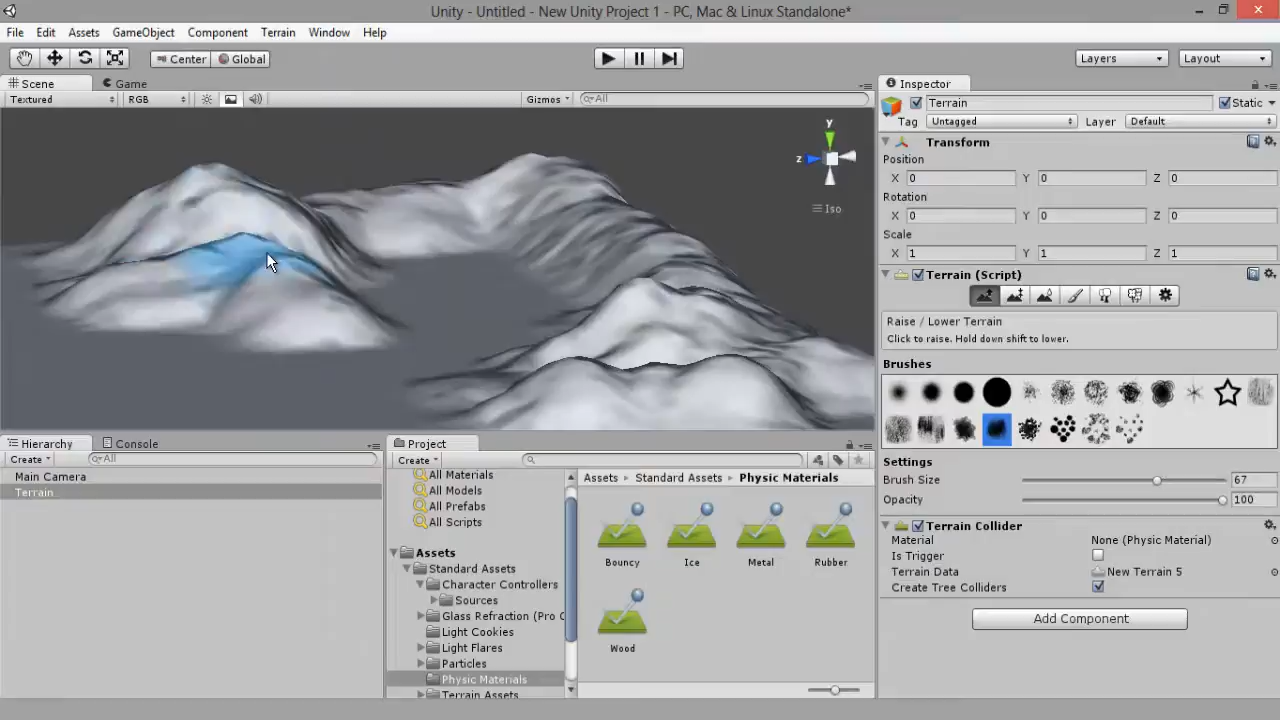 Unity - Untitled - New Unity Project 1 - PC, Mac & Linux Standalone*
File Edit Assets GameObject Component Terrain Window Help
Center Global Layers Layout
Scene Game
Textured RGB Gizmos All
y
z
Iso
Inspector
Terrain Static
Tag Untagged Layer Default
Transform
Position
X 0 Y 0 Z 0
Rotation
X 0 Y 0 Z 0
Scale
X 1 Y 1 Z 1
Terrain (Script)
Raise / Lower Terrain
Click to raise. Hold down shift to lower.
Brushes
Settings
Brush Size 67
Opacity 100
Terrain Collider
Material None (Physic Material)
Is Trigger
Terrain Data New Terrain 5
Create Tree Colliders
Add Component
Hierarchy Console
Create All
Main Camera
Terrain
Project
Create
All Materials
All Models
All Prefabs
All Scripts
Assets
Standard Assets
Character Controllers
Sources
Glass Refraction (Pro O
Light Cookies
Light Flares
Particles
Physic Materials
Terrain Assets
Assets Standard Assets Physic Materials
Bouncy Ice Metal Rubber
Wood